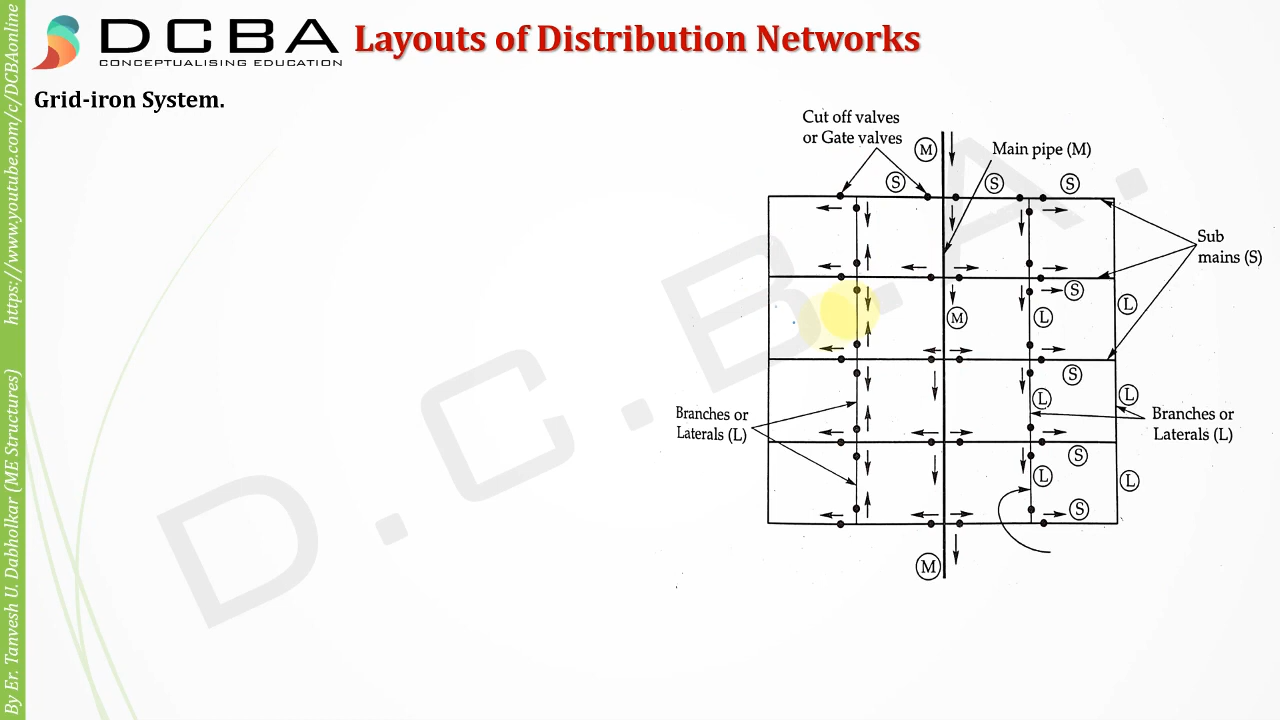 DCBA
CONCEPTUALISING EDUCATION
Layouts of Distribution Networks
Grid-iron System.
By Er. Tanvesh U. Dabholkar (ME Structures) https://www.youtube.com/c/DCBAonline
D.C.B.A.
Cut off valves
or Gate valves
M
Main pipe (M)
S
S
S
Sub
mains (S)
S
L
M
L
S
L
L
Branches or
Laterals (L)
Branches or
Laterals (L)
S
L
L
S
M